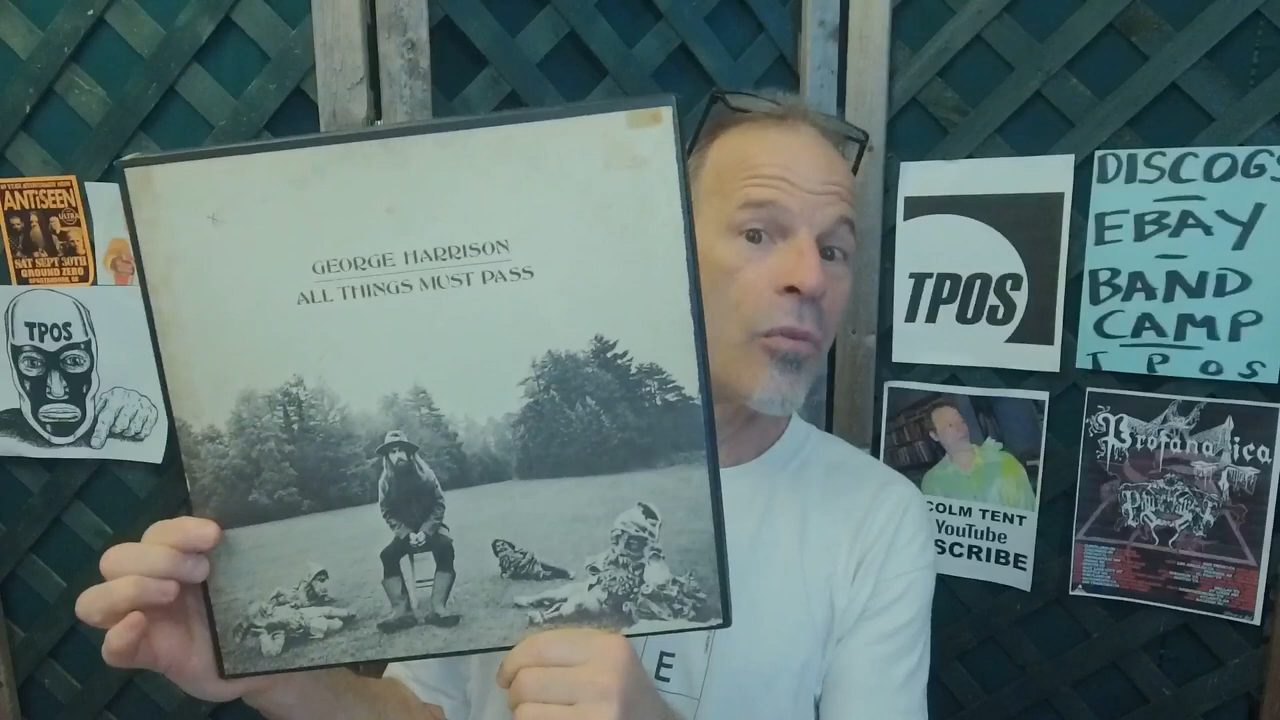 ANTiSEEN
SAT SEPT 30TH
GROUND ZERO
TPOS
GEORGE HARRISON
ALL THINGS MUST PASS
E
TPOS
DISCOGS
EBAY
BAND
CAMP
TPOS
COLM TENT
YouTube
SCRIBE
Profanatica